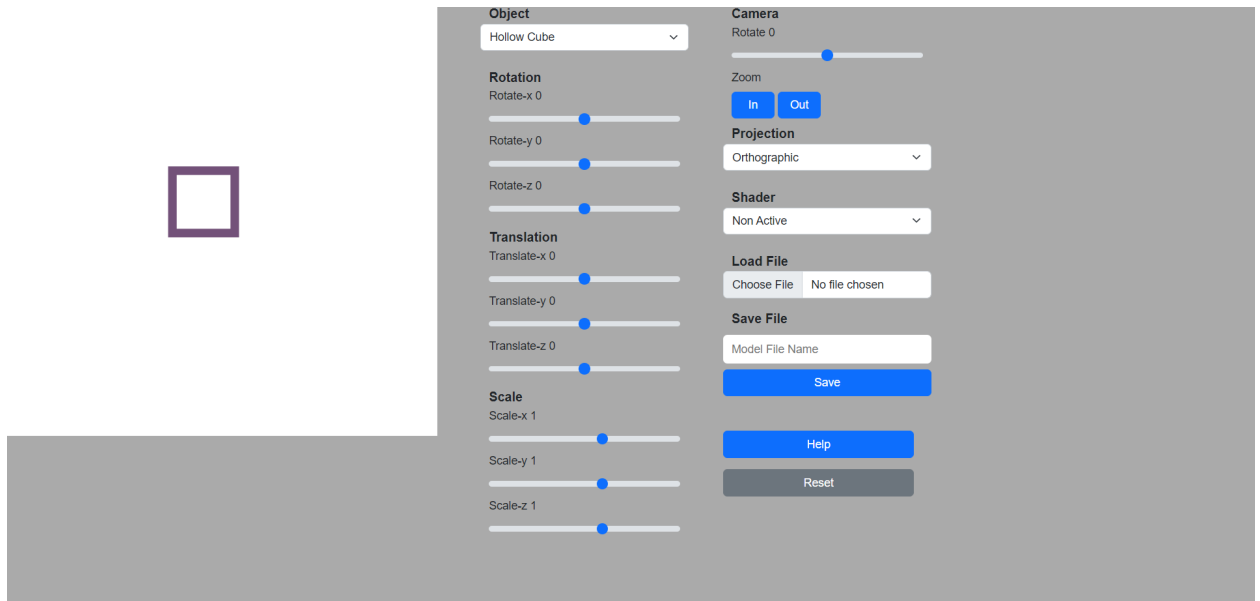 Object
Hollow Cube
Rotation
Rotate-x 0
Rotate-y 0
Rotate-z 0
Translation
Translate-x 0
Translate-y 0
Translate-z 0
Scale
Scale-x 1
Scale-y 1
Scale-z 1
Camera
Rotate 0
Zoom
In Out
Projection
Orthographic
Shader
Non Active
Load File
Choose File No file chosen
Save File
Model File Name
Save
Help
Reset